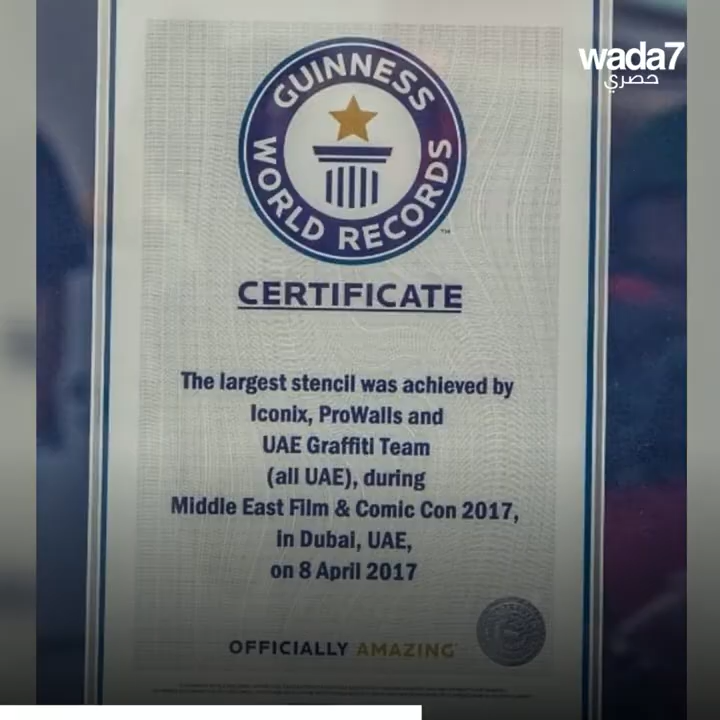 wada7
حصري
GUINNESS
WORLD RECORDS
™
CERTIFICATE
The largest stencil was achieved by
Iconix, ProWalls and
UAE Graffiti Team
(all UAE), during
Middle East Film & Comic Con 2017,
in Dubai, UAE,
on 8 April 2017
OFFICIALLY AMAZING